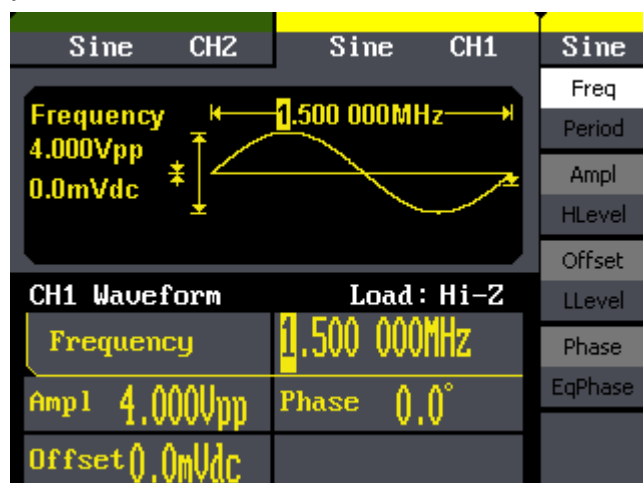 Sine CH2 Sine CH1 Sine
Frequency 1.500 000MHz
4.000Vpp
0.0mVdc
Freq
Period
Ampl
HLevel
Offset
LLevel
Phase
EqPhase
CH1 Waveform Load: Hi-Z
Frequency 1.500 000MHz
Ampl 4.000Vpp Phase 0.0°
Offset 0.0mVdc